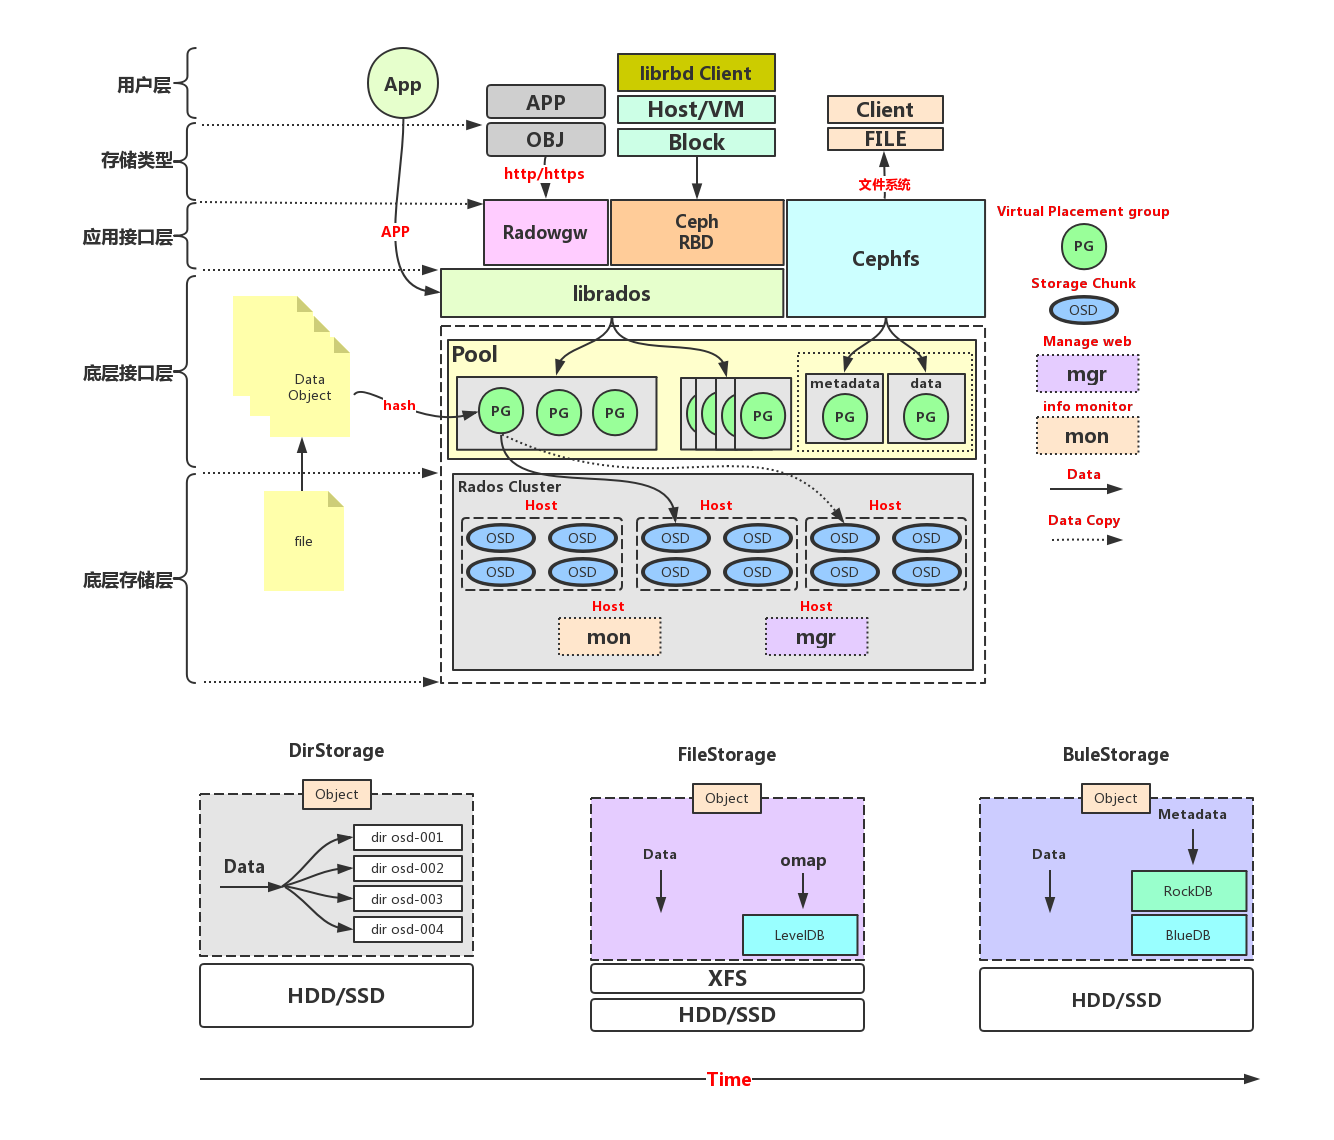 用户层
App
APP
librbd Client
Host/VM
Client
存储类型
OBJ
Block
FILE
http/https
文件系统
应用接口层
APP
Radowgw
Ceph
RBD
Cephfs
librados
Virtual Placement group
PG
Storage Chunk
OSD
Manage web
mgr
info monitor
mon
Data
Data Copy
底层接口层
Data
Object
hash
Pool
PG
PG
PG
PG
metadata
PG
data
PG
底层存储层
file
Rados Cluster
Host
Host
Host
OSD
OSD
OSD
OSD
OSD
OSD
OSD
OSD
OSD
OSD
OSD
OSD
Host
Host
mon
mgr
DirStorage
Object
Data
dir osd-001
dir osd-002
dir osd-003
dir osd-004
HDD/SSD
FileStorage
Object
Data
omap
LevelDB
XFS
HDD/SSD
BuleStorage
Object
Metadata
Data
RockDB
BlueDB
HDD/SSD
Time